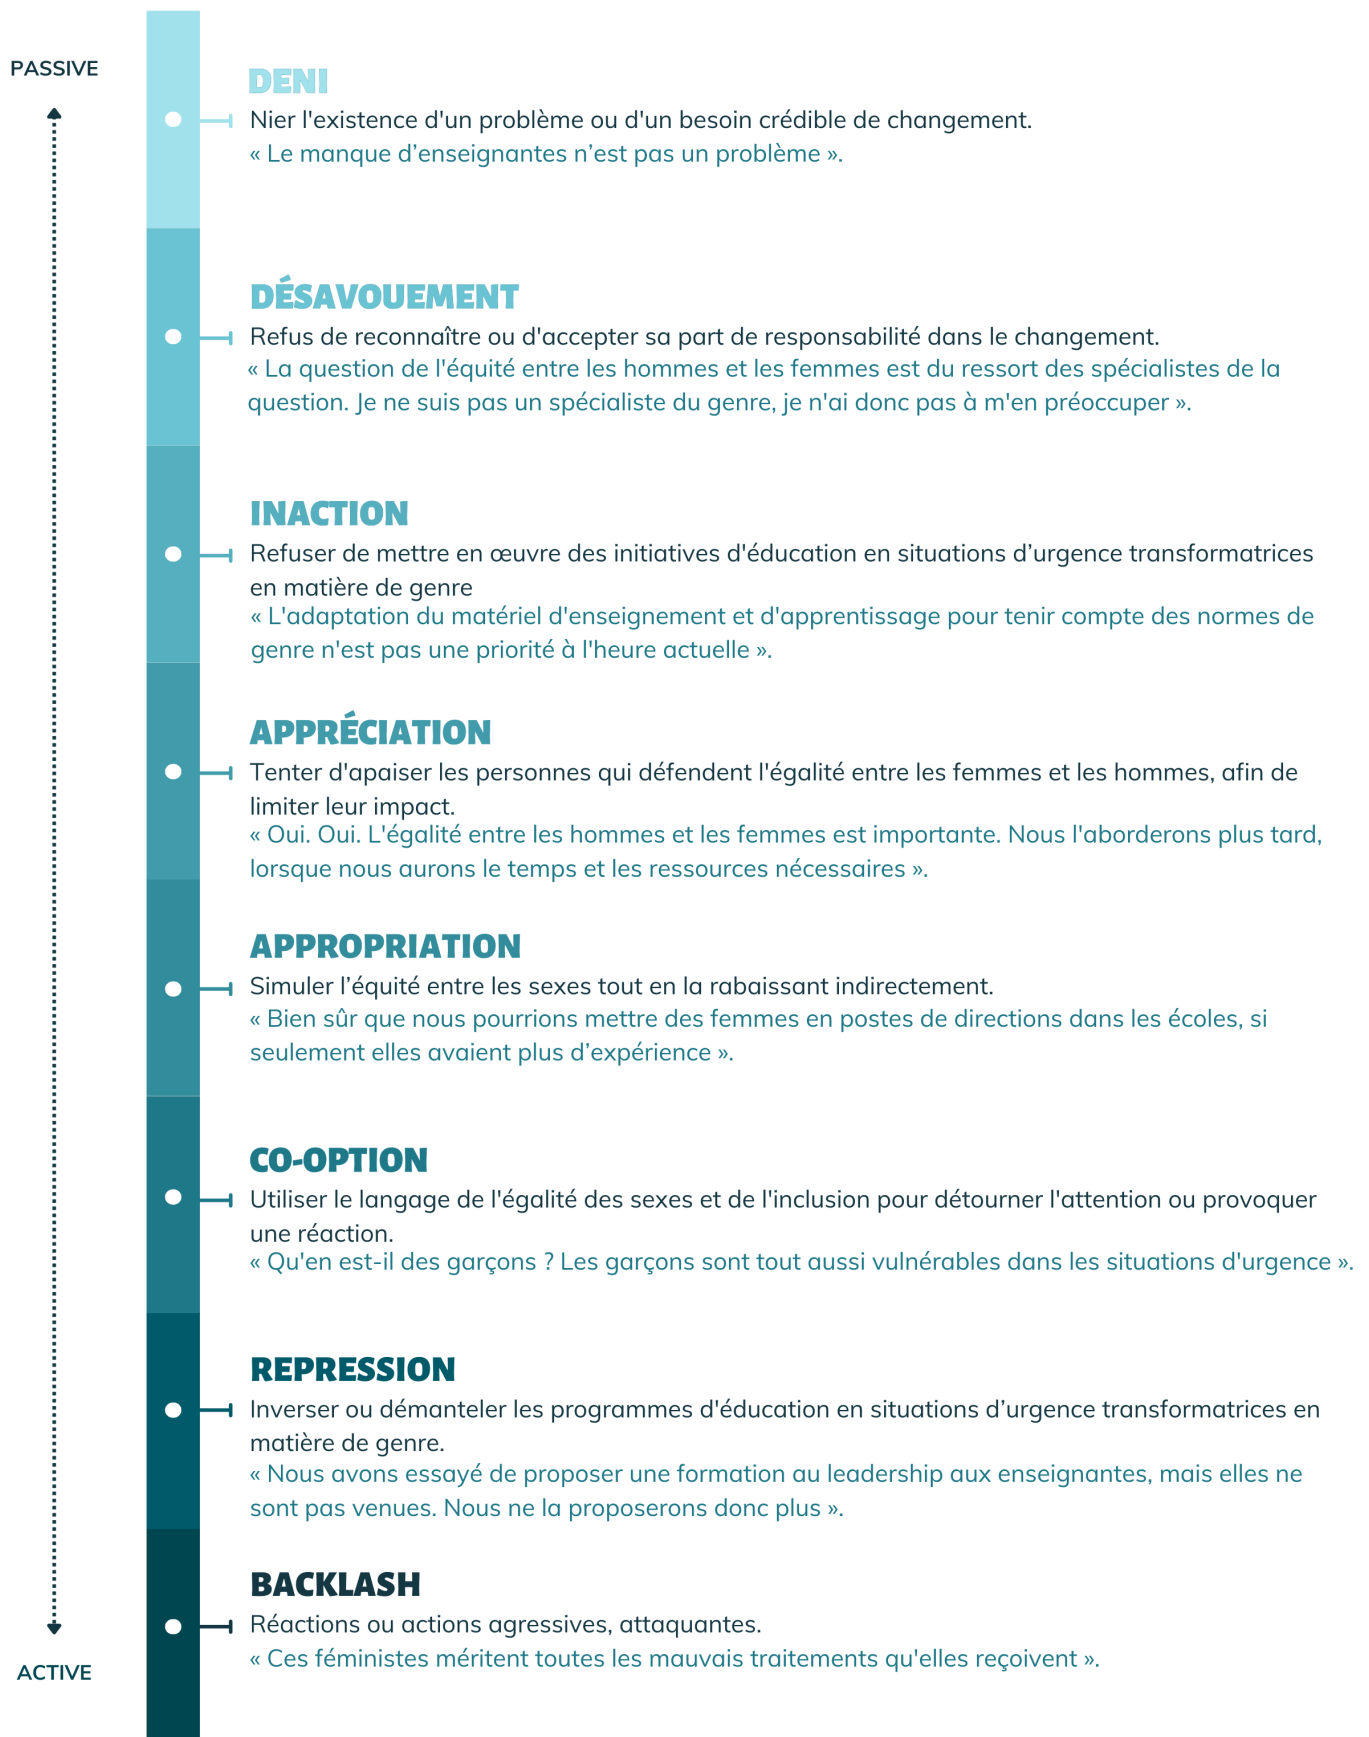 PASSIVE
DENI
Nier l'existence d'un problème ou d'un besoin crédible de changement.
« Le manque d’enseignantes n’est pas un problème ».
DÉSAVOUEMENT
Refus de reconnaître ou d'accepter sa part de responsabilité dans le changement.
« La question de l'équité entre les hommes et les femmes est du ressort des spécialistes de la
question. Je ne suis pas un spécialiste du genre, je n'ai donc pas à m'en préoccuper ».
INACTION
Refuser de mettre en œuvre des initiatives d'éducation en situations d’urgence transformatrices
en matière de genre
« L'adaptation du matériel d'enseignement et d'apprentissage pour tenir compte des normes de
genre n'est pas une priorité à l'heure actuelle ».
APPRÉCIATION
Tenter d'apaiser les personnes qui défendent l'égalité entre les femmes et les hommes, afin de
limiter leur impact.
« Oui. Oui. L'égalité entre les hommes et les femmes est importante. Nous l'aborderons plus tard,
lorsque nous aurons le temps et les ressources nécessaires ».
APPROPRIATION
Simuler l’équité entre les sexes tout en la rabaissant indirectement.
« Bien sûr que nous pourrions mettre des femmes en postes de directions dans les écoles, si
seulement elles avaient plus d’expérience ».
CO-OPTION
Utiliser le langage de l'égalité des sexes et de l'inclusion pour détourner l'attention ou provoquer
une réaction.
« Qu'en est-il des garçons ? Les garçons sont tout aussi vulnérables dans les situations d'urgence ».
REPRESSION
Inverser ou démanteler les programmes d'éducation en situations d’urgence transformatrices en
matière de genre.
« Nous avons essayé de proposer une formation au leadership aux enseignantes, mais elles ne
sont pas venues. Nous ne la proposerons donc plus ».
BACKLASH
Réactions ou actions agressives, attaquantes.
« Ces féministes méritent toutes les mauvais traitements qu'elles reçoivent ».
ACTIVE